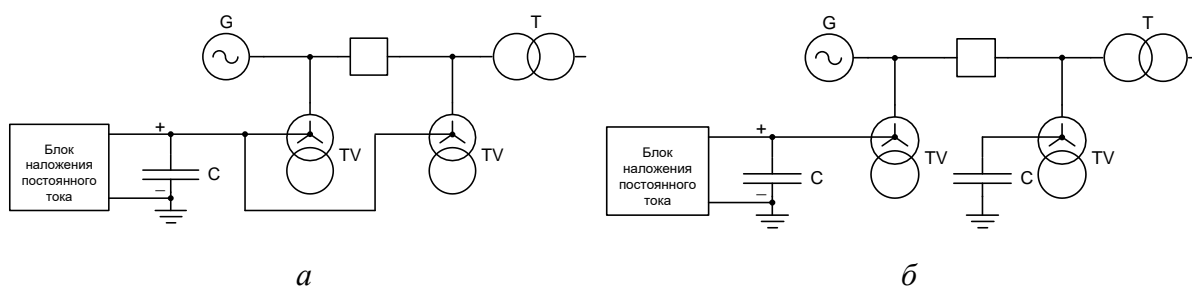 G
T
+
Блок
наложения
постоянного
тока
C
TV
TV
–
а
G
T
+
Блок
наложения
постоянного
тока
C
TV
C
TV
–
б